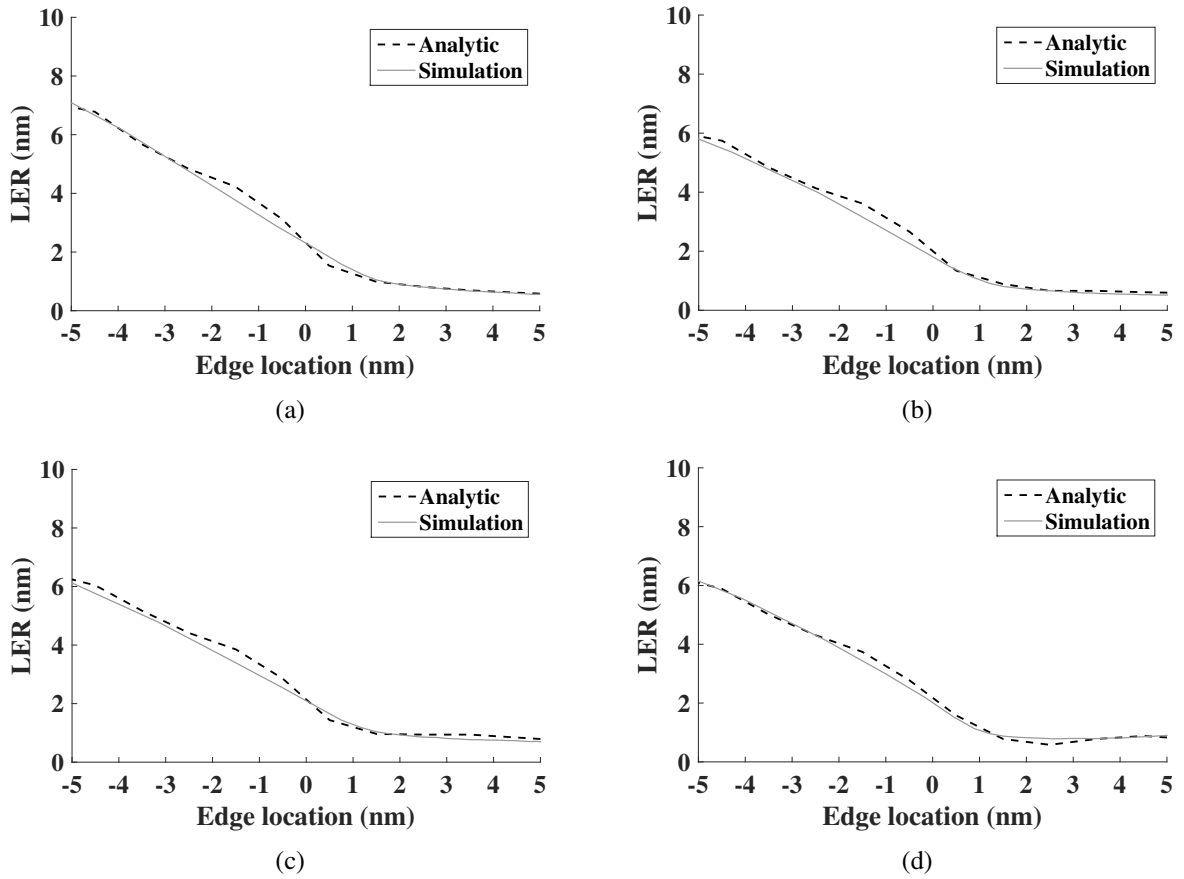 10
8
6
4
2
0
LER (nm)
Analytic
Simulation
-5 -4 -3 -2 -1 0 1 2 3 4 5
Edge location (nm)
(a)
10
8
6
4
2
0
LER (nm)
Analytic
Simulation
-5 -4 -3 -2 -1 0 1 2 3 4 5
Edge location (nm)
(b)
10
8
6
4
2
0
LER (nm)
Analytic
Simulation
-5 -4 -3 -2 -1 0 1 2 3 4 5
Edge location (nm)
(c)
10
8
6
4
2
0
LER (nm)
Analytic
Simulation
-5 -4 -3 -2 -1 0 1 2 3 4 5
Edge location (nm)
(d)